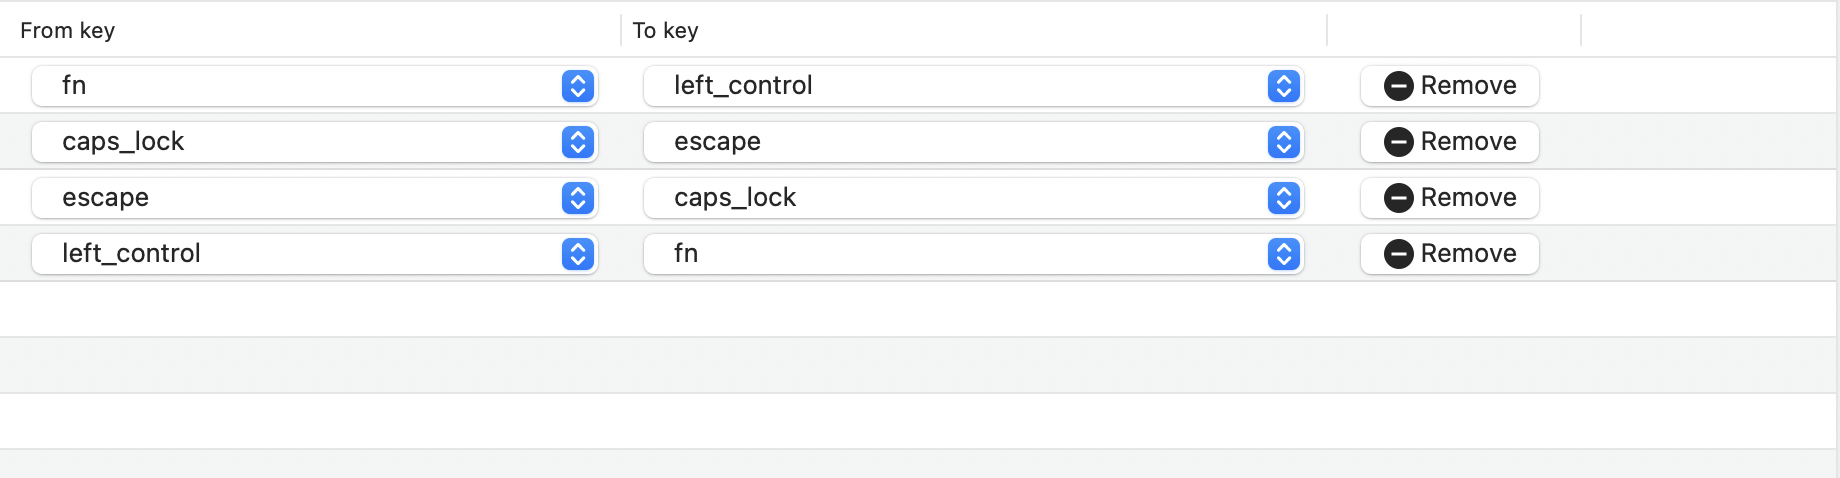 From key To key
fn left_control Remove
caps_lock escape Remove
escape caps_lock Remove
left_control fn Remove